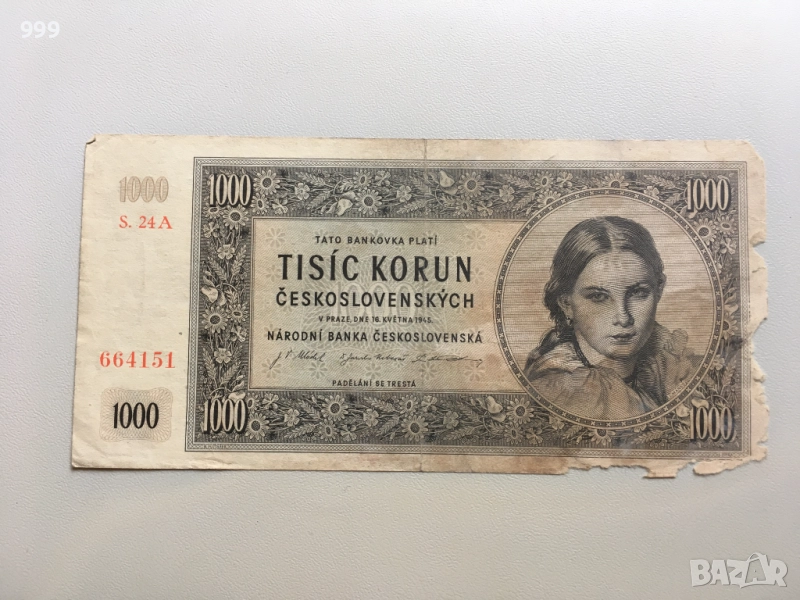 999
1000
S. 24A
1000
1000
TATO BANKOVKA PLATÍ
TISÍC KORUN
ČESKOSLOVENSKÝCH
V PRAZE, DNE 16. KVĚTNA 1945.
NÁRODNÍ BANKA ČESKOSLOVENSKÁ
664151
PADĚLÁNÍ SE TRESTÁ
1000
1000
1000
BAZAR